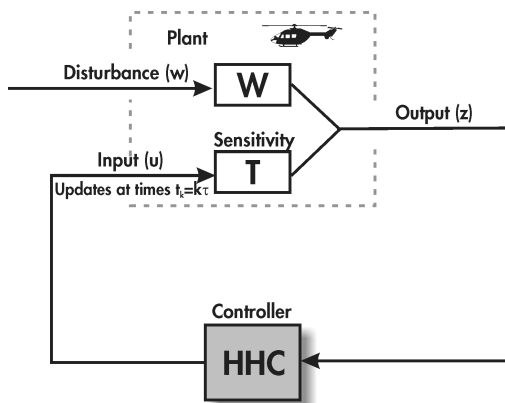 Plant
Disturbance (w)
W
Output (z)
Sensitivity
Input (u)
T
Updates at times tₖ=kτ
Controller
HHC